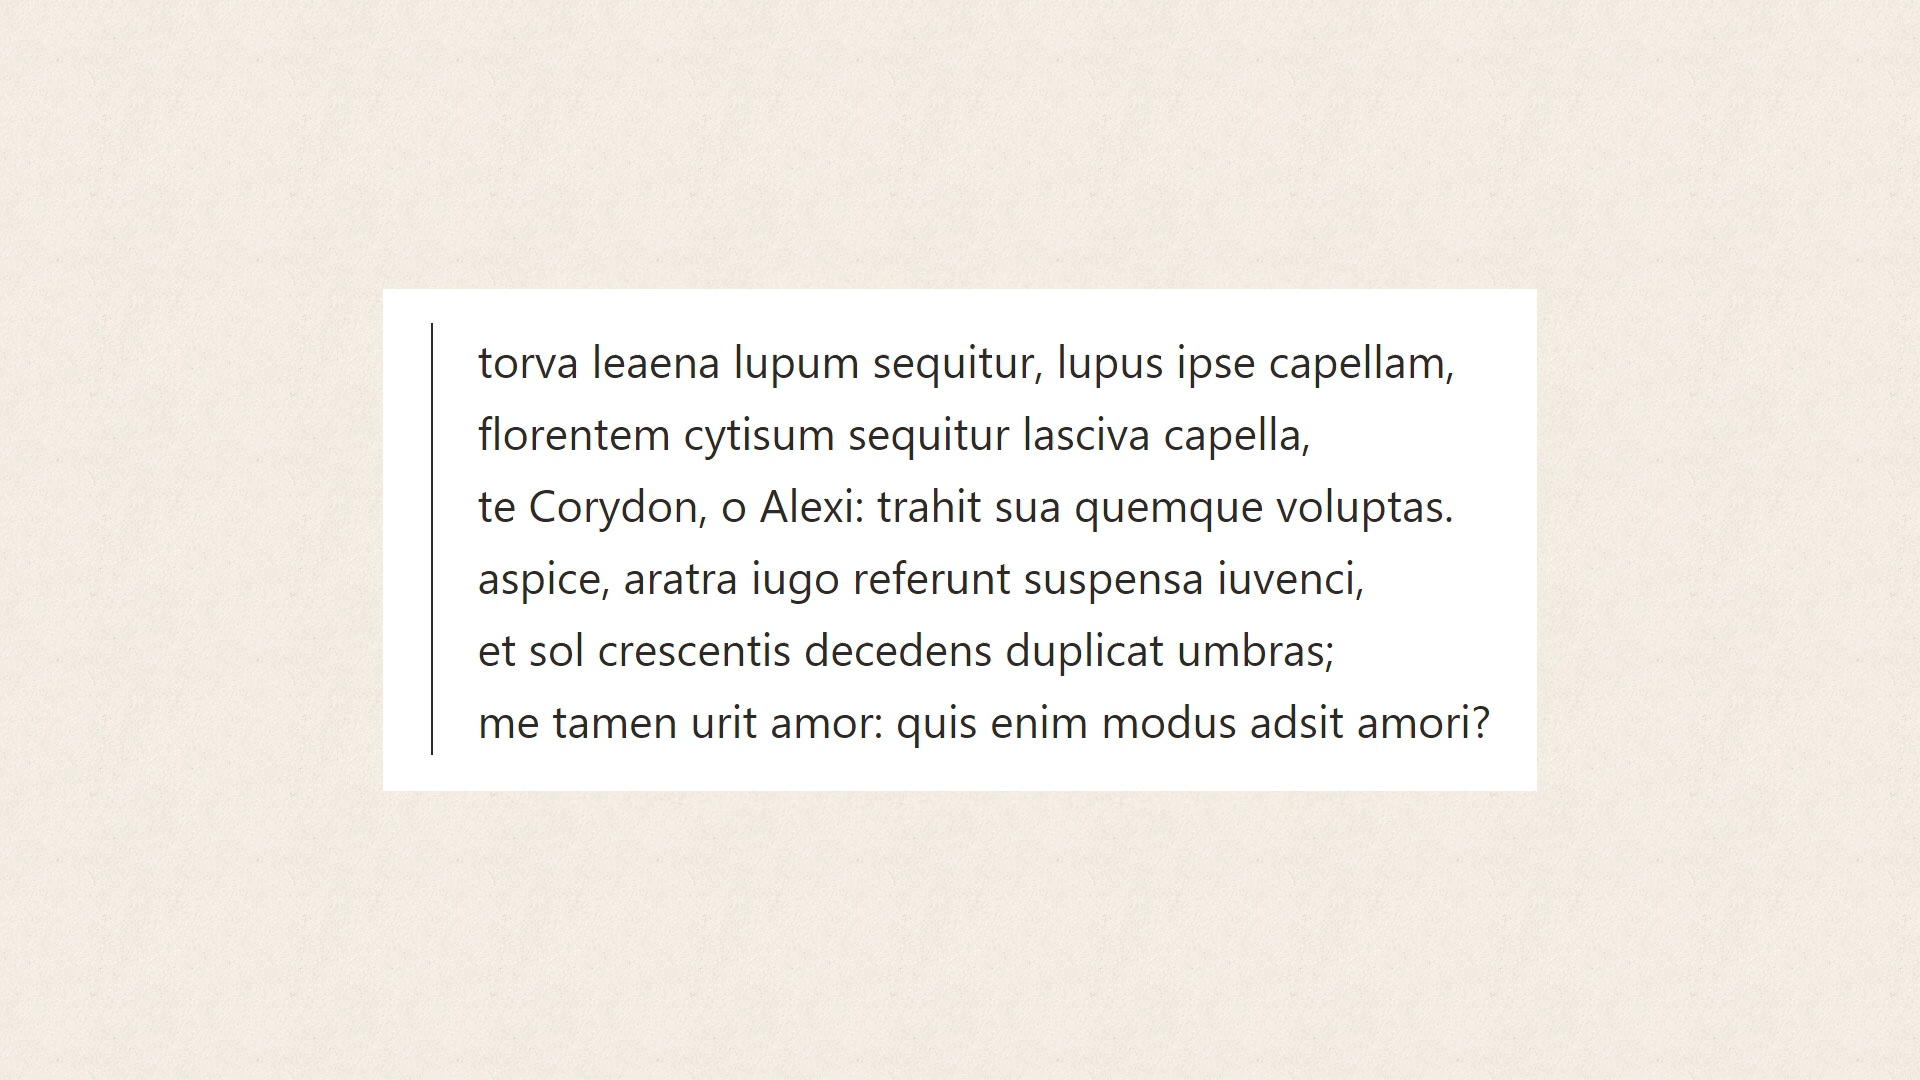 torva leaena lupum sequitur, lupus ipse capellam,
florentem cytisum sequitur lasciva capella,
te Corydon, o Alexi: trahit sua quemque voluptas.
aspice, aratra iugo referunt suspensa iuvenci,
et sol crescentis decedens duplicat umbras;
me tamen urit amor: quis enim modus adsit amori?